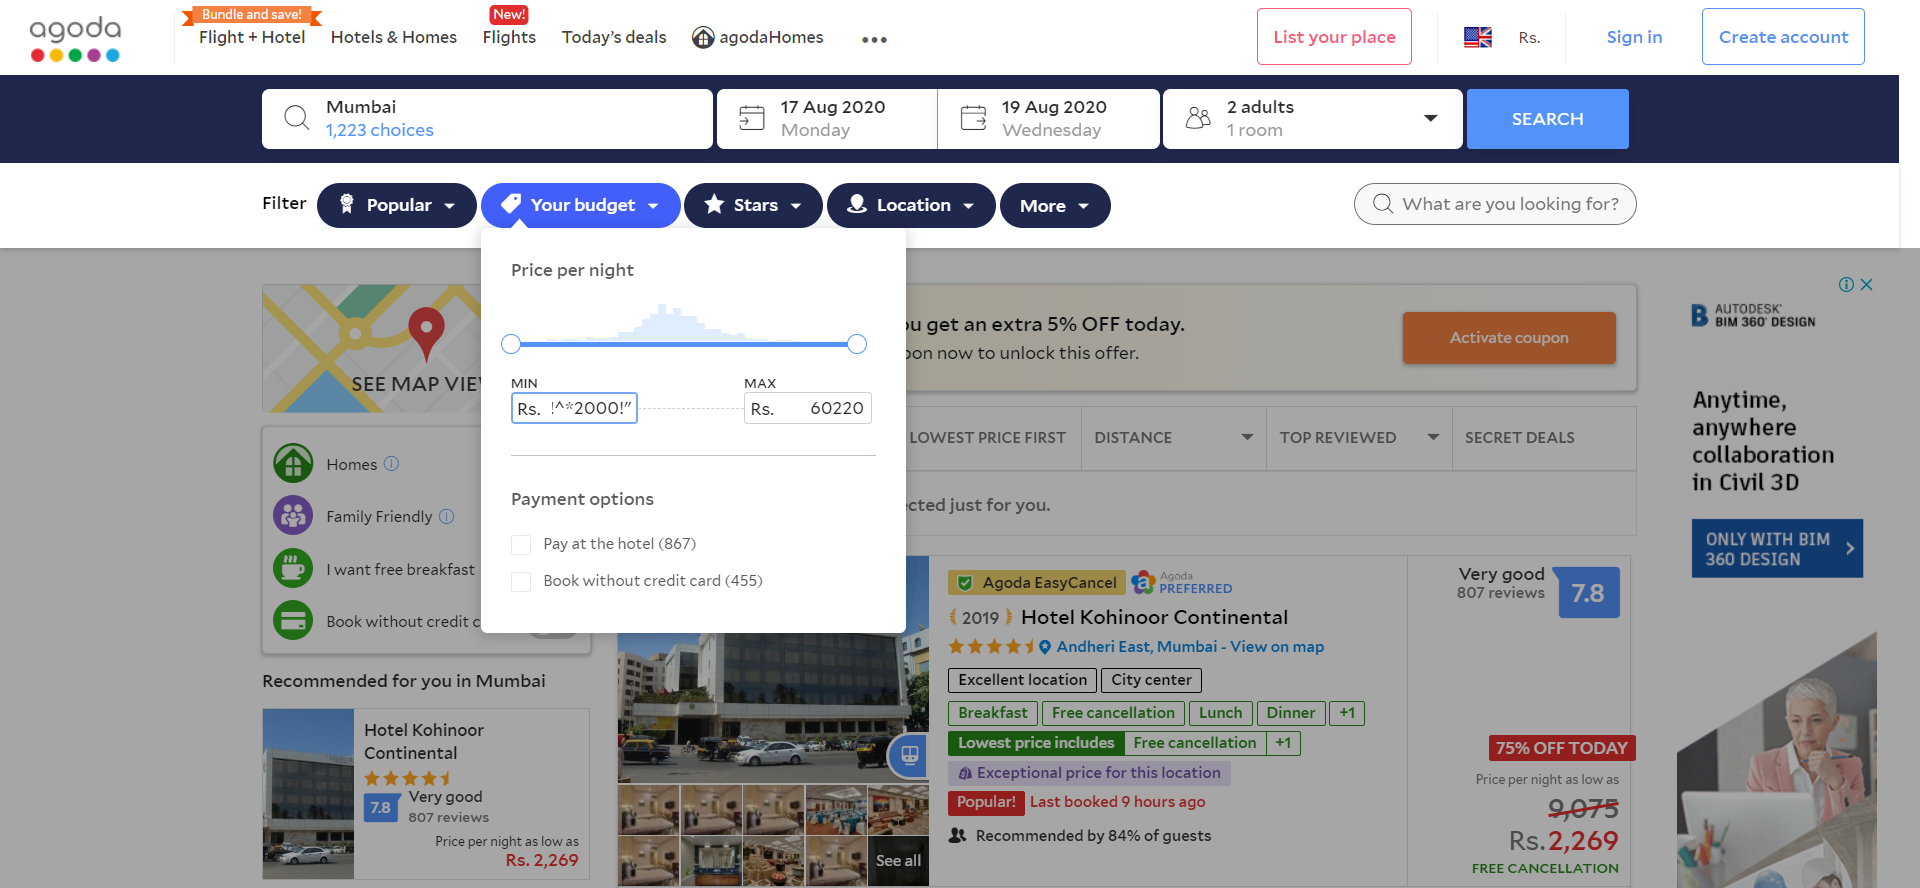 agoda
Bundle and save!
Flight + Hotel
Hotels & Homes
New!
Flights
Today's deals
agodaHomes
List your place
Rs.
Sign in
Create account
Mumbai
1,223 choices
17 Aug 2020
Monday
19 Aug 2020
Wednesday
2 adults
1 room
SEARCH
Filter
Popular
Your budget
Stars
Location
More
What are you looking for?
Price per night
MIN
Rs. !^*2000!"
MAX
Rs. 60220
Payment options
Pay at the hotel (867)
Book without credit card (455)
SEE MAP
Homes
Family Friendly
I want free breakfast
Book without credit
u get an extra 5% OFF today.
on now to unlock this offer.
Activate coupon
LOWEST PRICE FIRST
DISTANCE
TOP REVIEWED
SECRET DEALS
cted just for you.
Recommended for you in Mumbai
Hotel Kohinoor
Continental
7.8
Very good
807 reviews
Price per night as low as
Rs. 2,269
See all
Agoda EasyCancel
Agoda
PREFERRED
2019
Hotel Kohinoor Continental
Andheri East, Mumbai - View on map
Excellent location
City center
Breakfast
Free cancellation
Lunch
Dinner
+1
Lowest price includes
Free cancellation
+1
Exceptional price for this location
Popular!
Last booked 9 hours ago
Recommended by 84% of guests
Very good
807 reviews
7.8
75% OFF TODAY
Price per night as low as
9,075
Rs. 2,269
FREE CANCELLATION
B AUTODESK®
BIM 360® DESIGN
Anytime,
anywhere
collaboration
in Civil 3D
ONLY WITH BIM
360 DESIGN